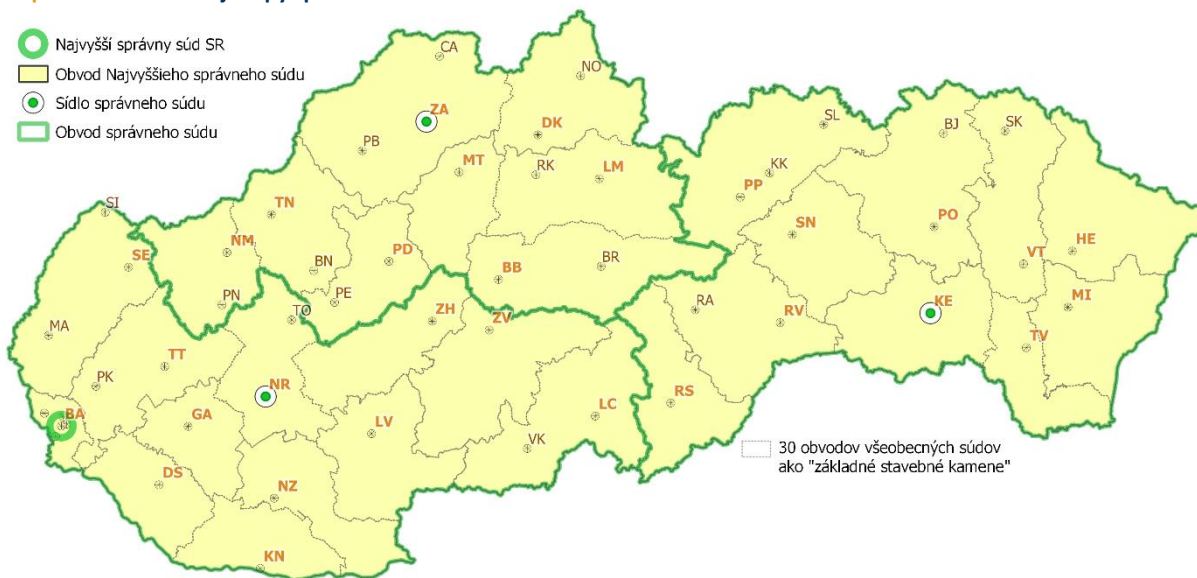 Najvyšší správny súd SR
Obvod Najvyššieho správneho súdu
Sídlo správneho súdu
Obvod správneho súdu
CA
NO
ZA
DK
SL
BJ
SK
PB
MT
RK
LM
KK
PP
SI
TN
SN
PO
SE
NM
BN
PD
BB
BR
VT
HE
PN
PE
TO
ZH
ZV
RA
RV
KE
MI
MA
TT
TV
PK
NR
RS
BA
GA
LV
LC
VK
30 obvodov všeobecných súdov
ako "základné stavebné kamene"
DS
NZ
KN